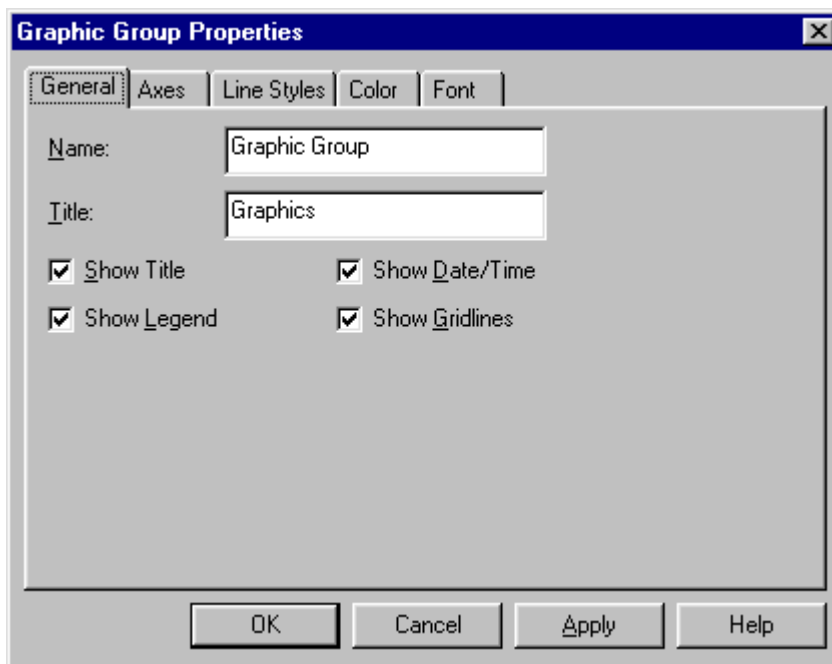 Graphic Group Properties
General Axes Line Styles Color Font
Name: Graphic Group
Title: Graphics
Show Title Show Date/Time
Show Legend Show Gridlines
OK Cancel Apply Help